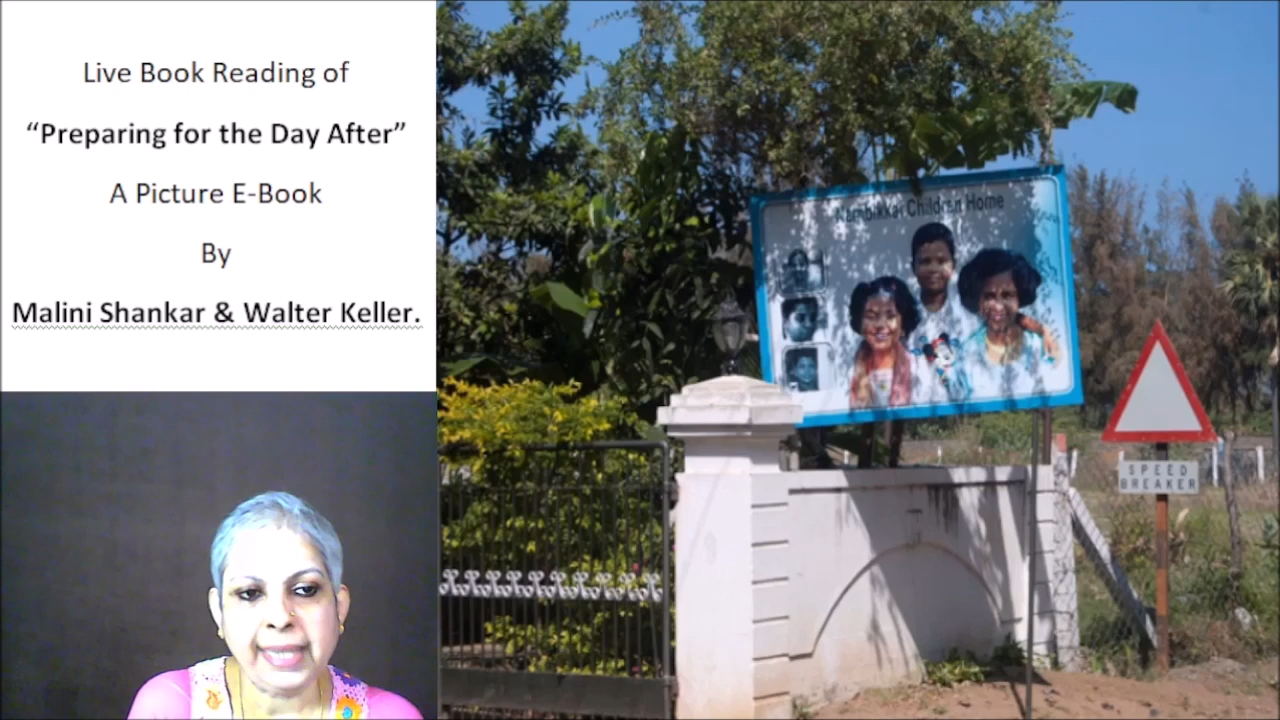 Live Book Reading of
“Preparing for the Day After”
A Picture E-Book
By
Malini Shankar & Walter Keller.
Nambikkai Children Home
SPEED
BREAKER